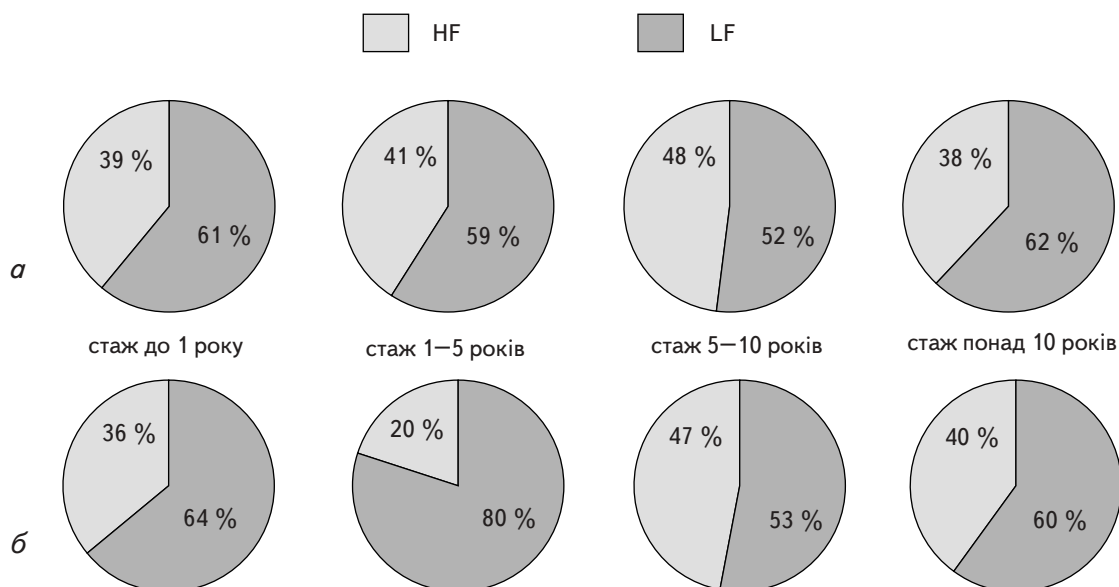 HF LF
39 % 41 % 48 % 38 %
61 % 59 % 52 % 62 %
а
стаж до 1 року стаж 1—5 років стаж 5—10 років стаж понад 10 років
36 % 20 % 47 % 40 %
64 % 80 % 53 % 60 %
б